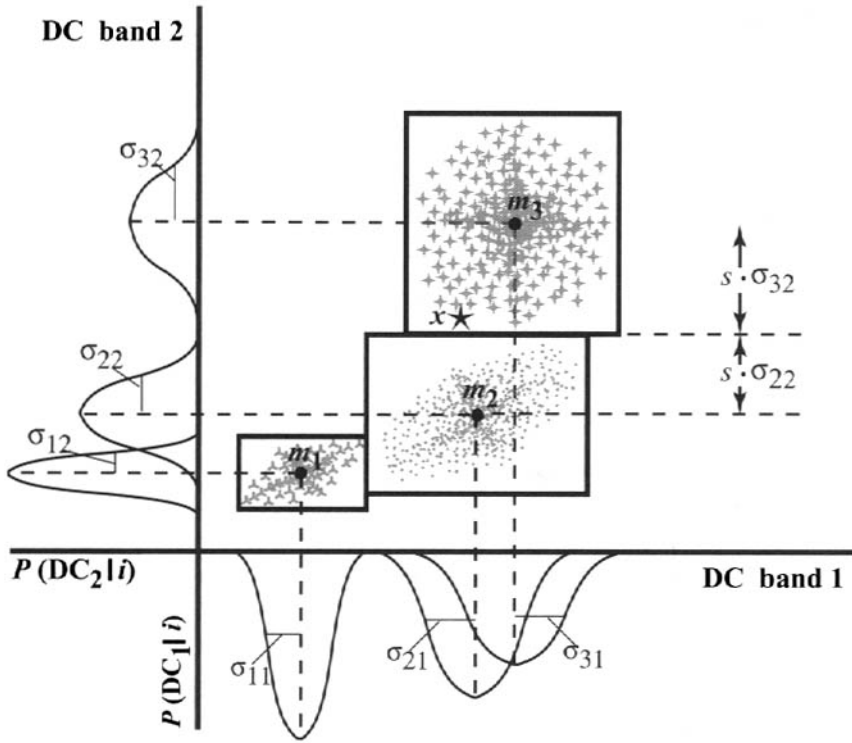 DC band 2
σ32
m3
s · σ32
x
σ22
s · σ22
m2
σ12
m1
P (DC2|i)
DC band 1
P (DC1|i)
σ11
σ21
σ31